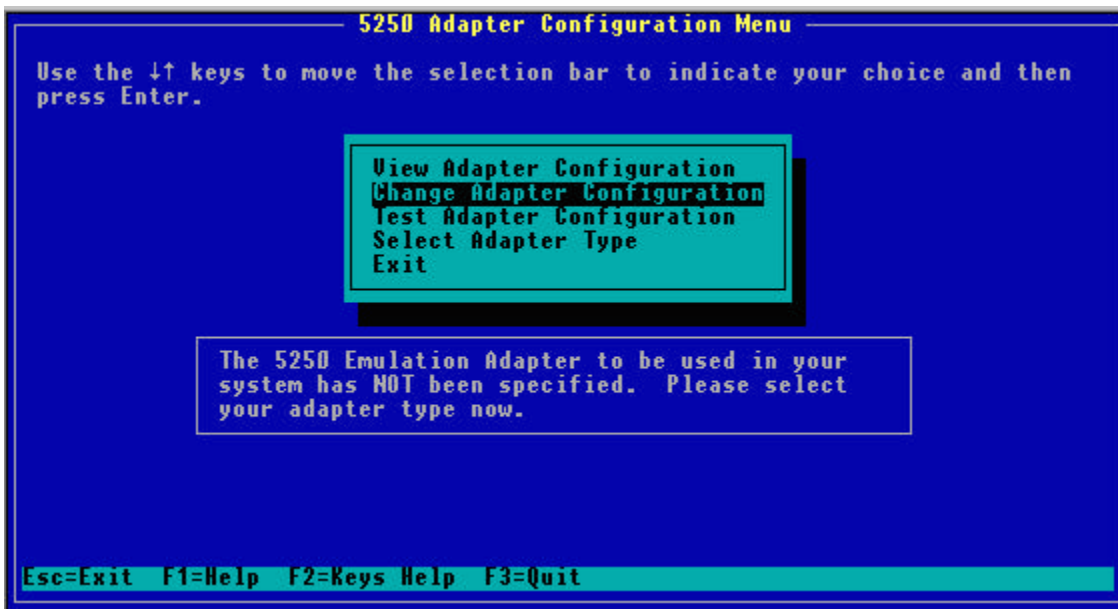 5250 Adapter Configuration Menu
Use the ↓↑ keys to move the selection bar to indicate your choice and then
press Enter.
View Adapter Configuration
Change Adapter Configuration
Test Adapter Configuration
Select Adapter Type
Exit
The 5250 Emulation Adapter to be used in your
system has NOT been specified.  Please select
your adapter type now.
Esc=Exit  F1=Help  F2=Keys Help  F3=Quit